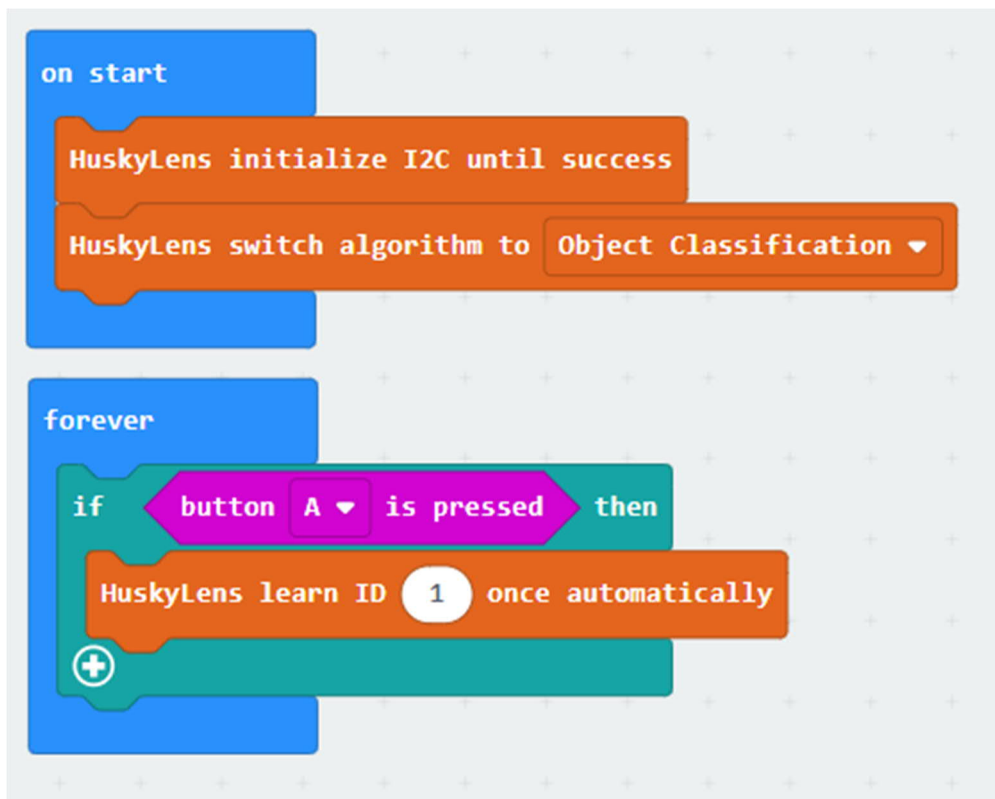 on start
HuskyLens initialize I2C until success
HuskyLens switch algorithm to Object Classification
forever
if button A is pressed then
HuskyLens learn ID 1 once automatically